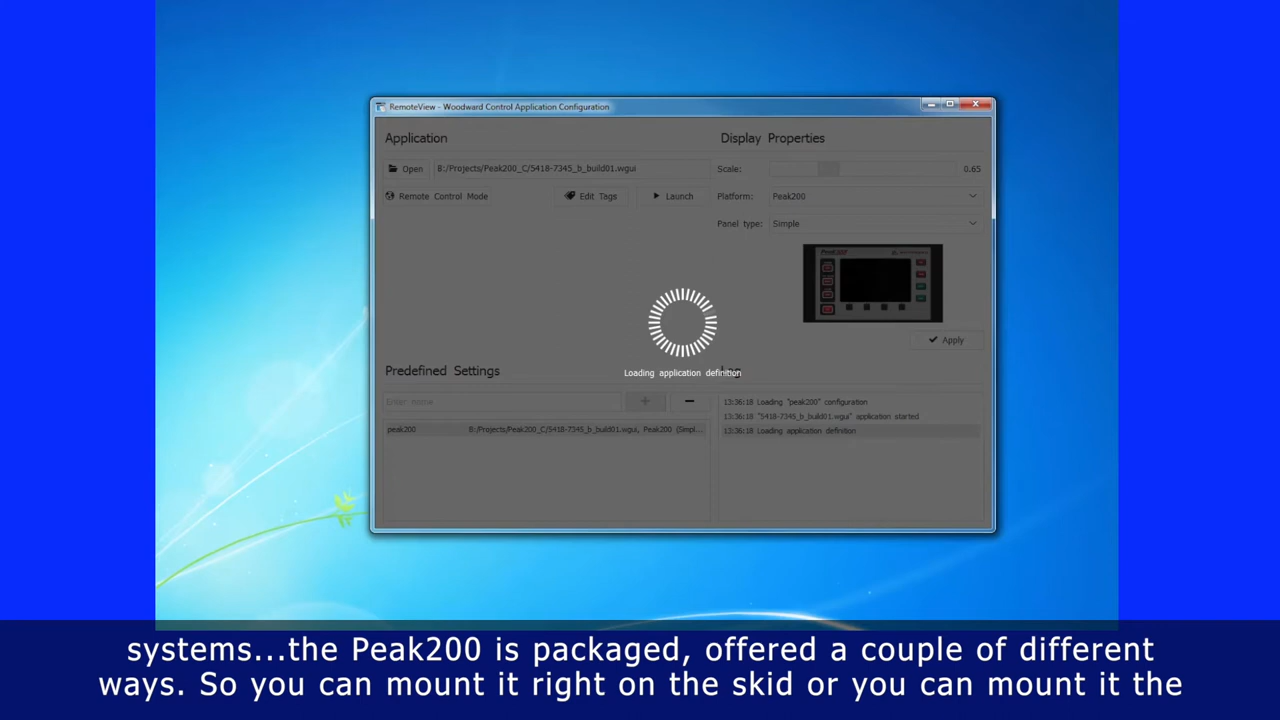 RemoteView - Woodward Control Application Configuration
Application
Display Properties
Open
B:/Projects/Peak200_C/5418-7345_b_build01.wgui
Scale:
0.65
Remote Control Mode
Edit Tags
Launch
Platform:
Peak200
Panel type:
Simple
Peak200
Apply
Loading application definition
Predefined Settings
Log
Enter name
peak200
B:/Projects/Peak200_C/5418-7345_b_build01.wgui, Peak200 (Simpl...
13:36:18 Loading "peak200" configuration
13:36:18 "5418-7345_b_build01.wgui" application started
13:36:18 Loading application definition
systems...the Peak200 is packaged, offered a couple of different
ways. So you can mount it right on the skid or you can mount it the